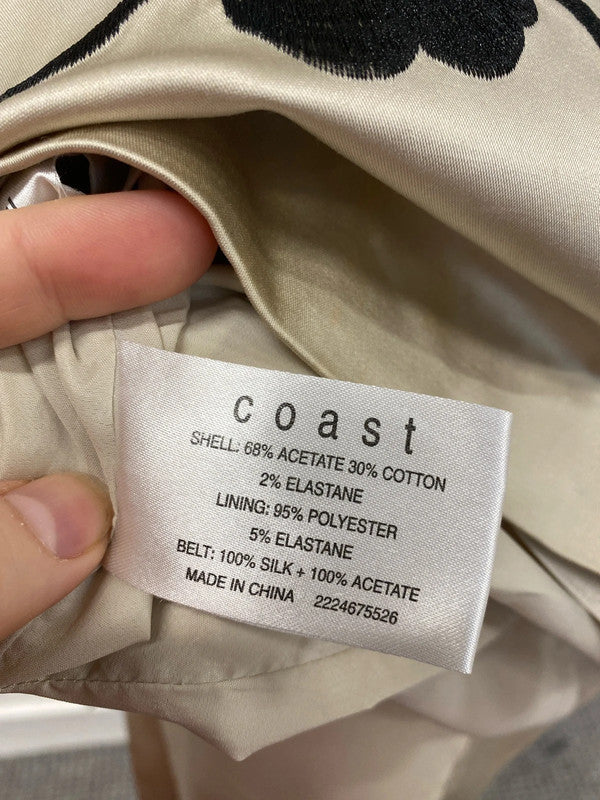 coast
SHELL: 68% ACETATE 30% COTTON
2% ELASTANE
LINING: 95% POLYESTER
5% ELASTANE
BELT: 100% SILK + 100% ACETATE
MADE IN CHINA 2224675526